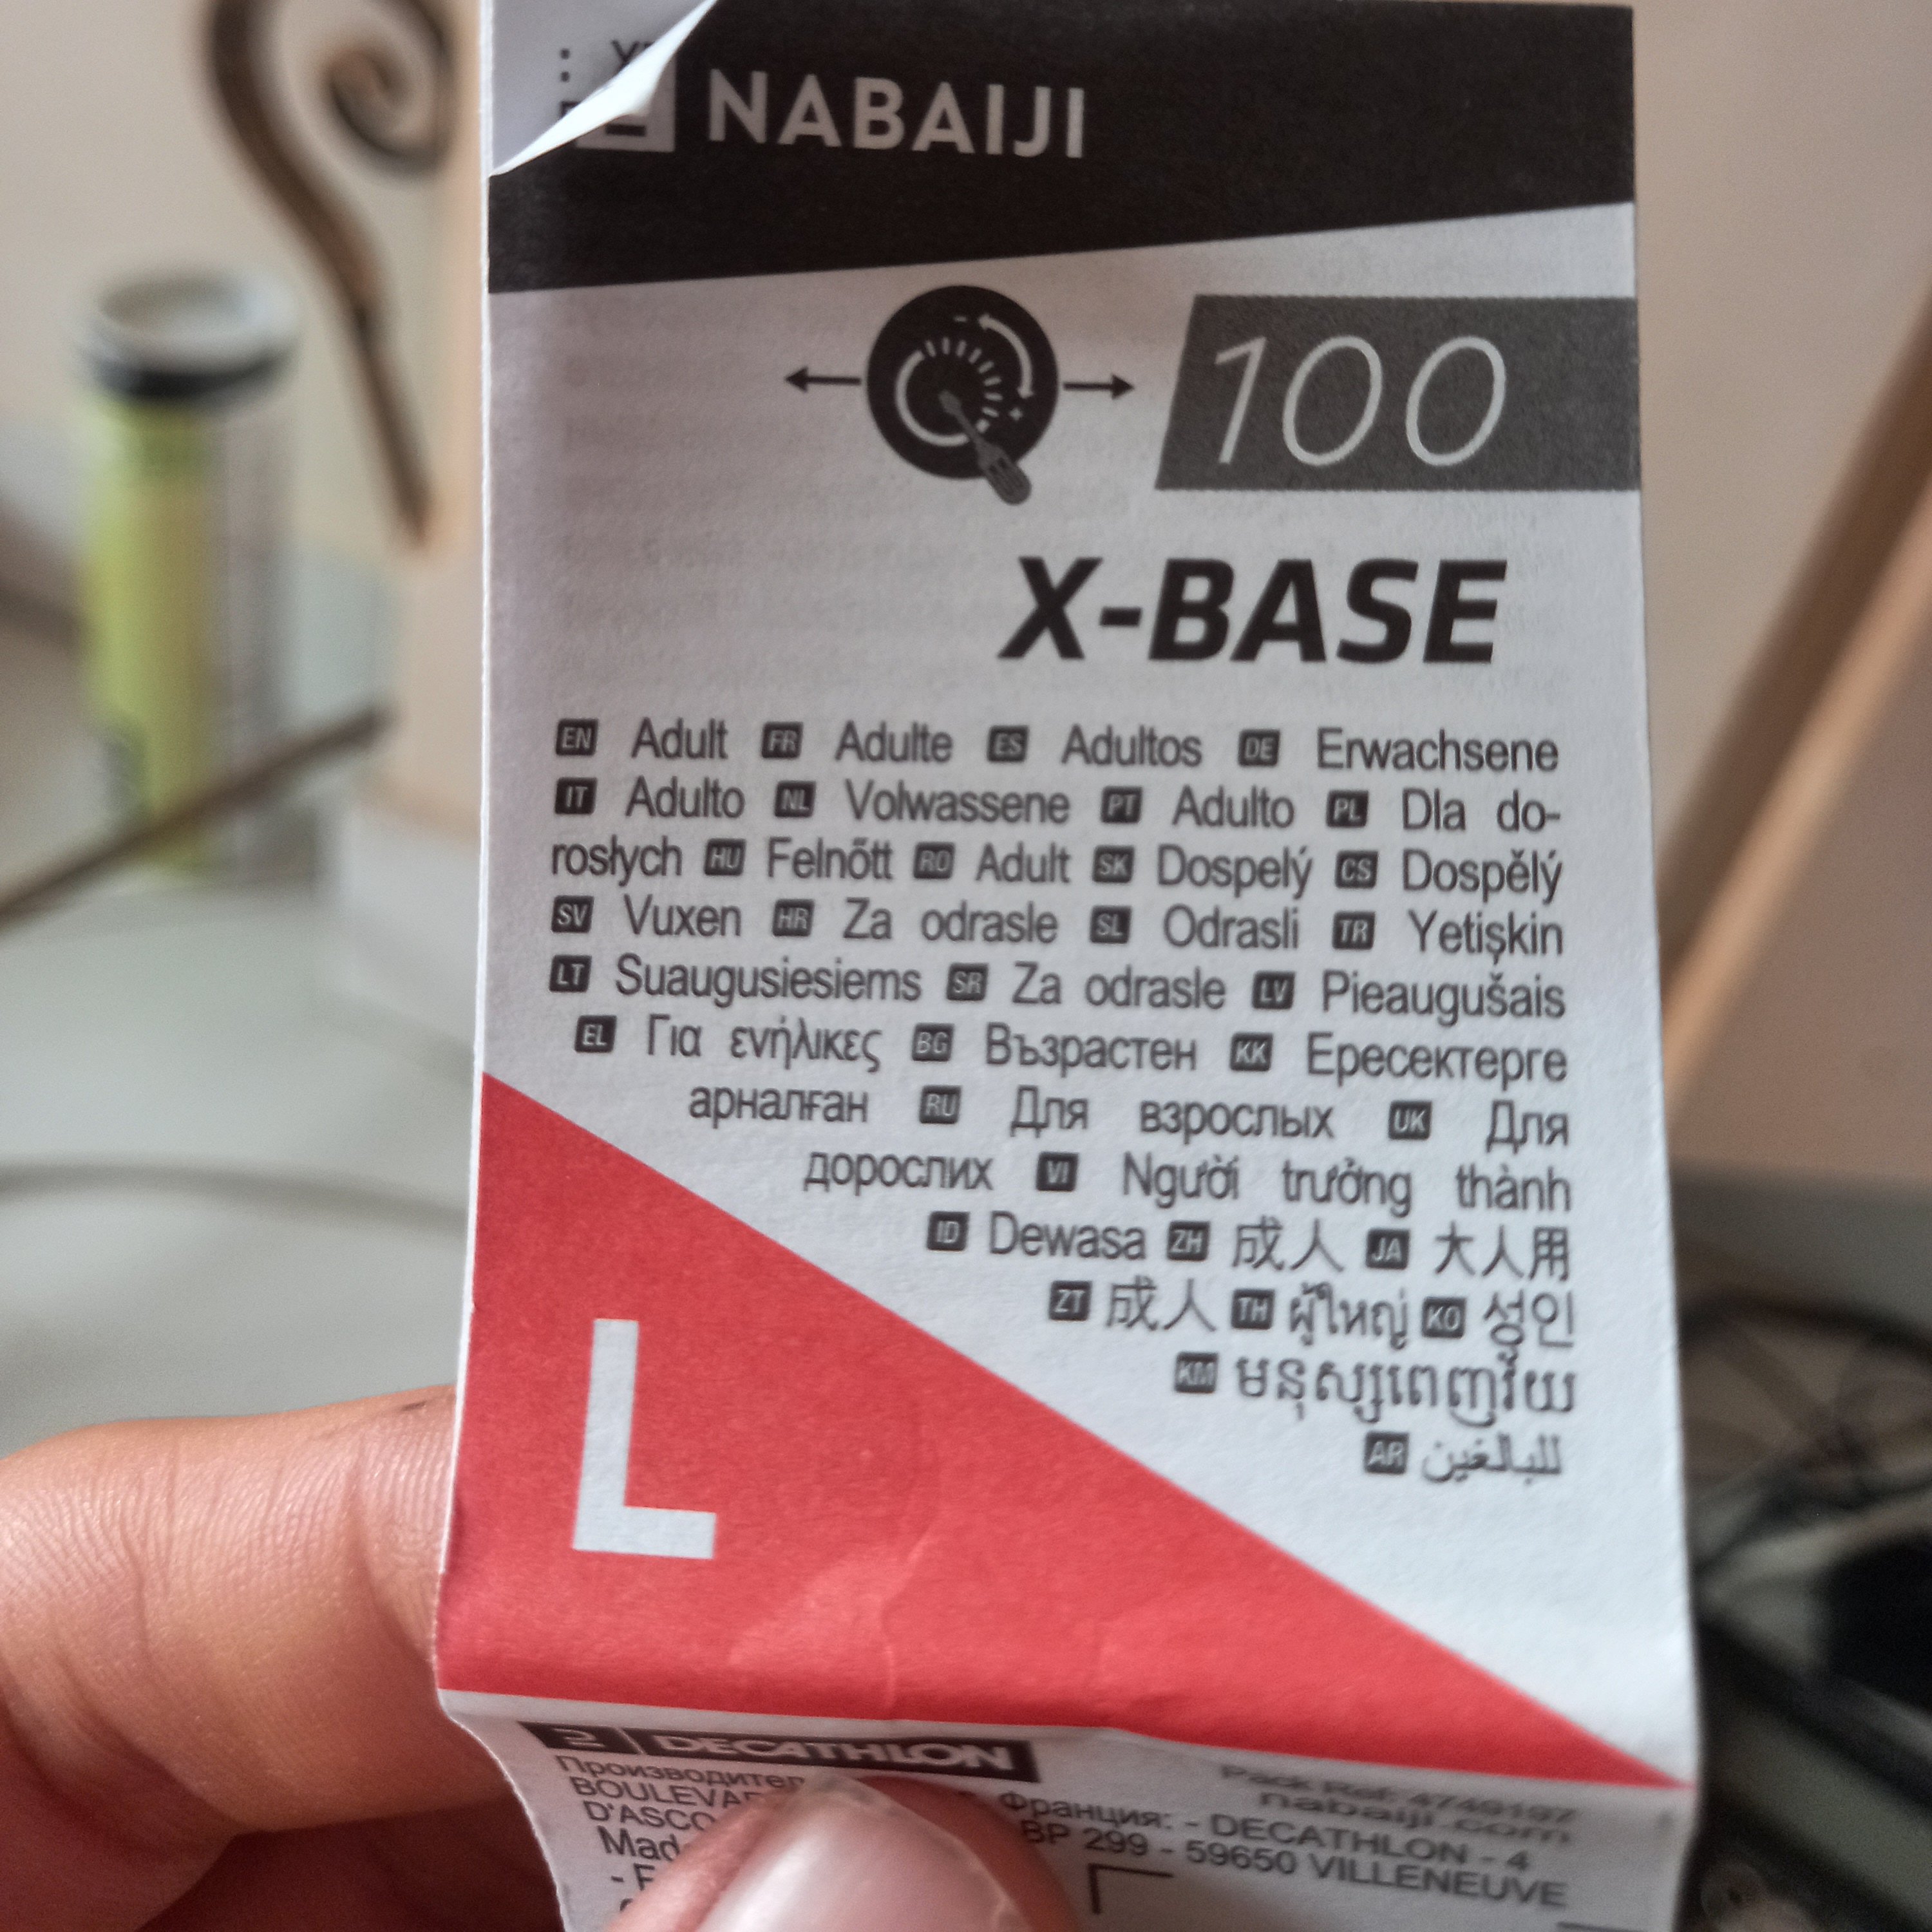 NABAIJI
100
X-BASE
EN Adult FR Adulte ES Adultos DE Erwachsene
IT Adulto NL Volwassene PT Adulto PL Dla do-
rosłych HU Felnőtt RO Adult SK Dospelý CS Dospělý
SV Vuxen HR Za odrasle SL Odrasli TR Yetişkin
LT Suaugusiesiems SR Za odrasle LV Pieaugušais
EL Για ενήλικες BG Възрастен KK Ересектерге
арналған RU Для взрослых UK Для
дорослих VI Người trưởng thành
ID Dewasa ZH 成人 JA 大人用
ZT 成人 TH ผู้ใหญ่ KO 성인
KM មនុស្សពេញវ័យ
AR للبالغين
L
2 DECATHLON
Pack Ref: 4749197
nabaiji.com
Франция: - DECATHLON - 4
BP 299 - 59650 VILLENEUVE